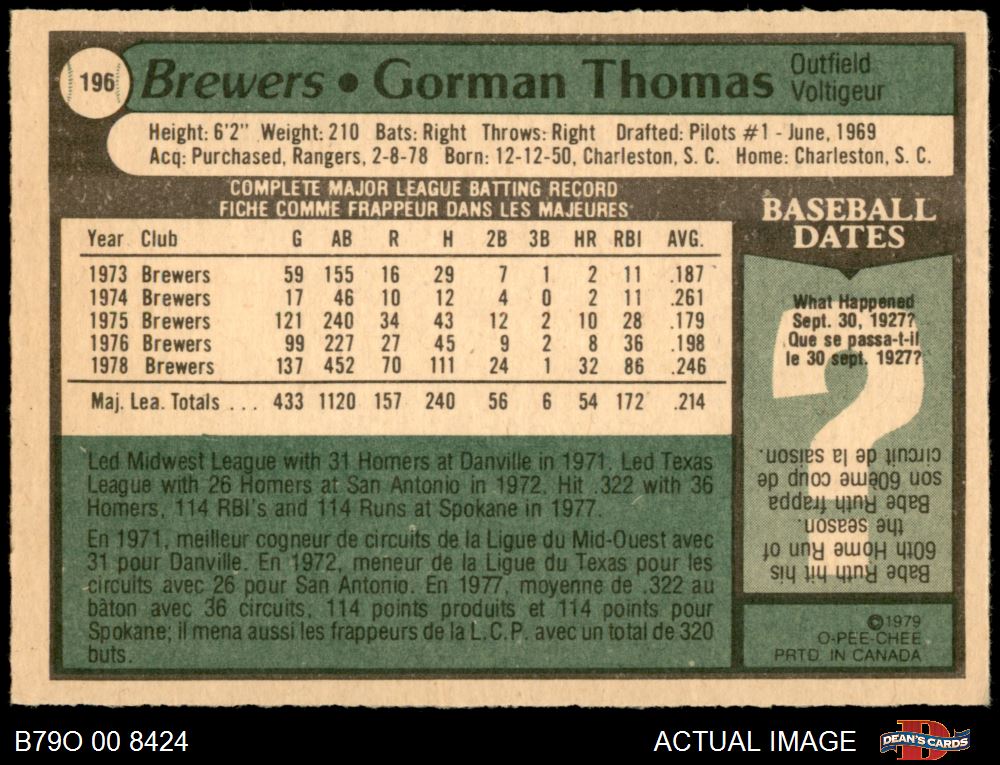 196 Brewers • Gorman Thomas Outfield
Voltigeur
Height: 6'2" Weight: 210 Bats: Right Throws: Right Drafted: Pilots #1 - June, 1969
Acq: Purchased, Rangers, 2-8-78 Born: 12-12-50, Charleston, S. C. Home: Charleston, S. C.
COMPLETE MAJOR LEAGUE BATTING RECORD
FICHE COMME FRAPPEUR DANS LES MAJEURES
Year Club G AB R H 2B 3B HR RBI AVG.
1973 Brewers 59 155 16 29 7 1 2 11 .187
1974 Brewers 17 46 10 12 4 0 2 11 .261
1975 Brewers 121 240 34 43 12 2 10 28 .179
1976 Brewers 99 227 27 45 9 2 8 36 .198
1978 Brewers 137 452 70 111 24 1 32 86 .246
Maj. Lea. Totals ... 433 1120 157 240 56 6 54 172 .214
Led Midwest League with 31 Homers at Danville in 1971. Led Texas
League with 26 Homers at San Antonio in 1972. Hit .322 with 36
Homers, 114 RBI's and 114 Runs at Spokane in 1977.
En 1971, meilleur cogneur de circuits de la Ligue du Mid-Ouest avec
31 pour Danville. En 1972, meneur de la Ligue du Texas pour les
circuits avec 26 pour San Antonio. En 1977, moyenne de .322 au
bâton avec 36 circuits, 114 points produits et 114 points pour
Spokane; il mena aussi les frappeurs de la L.C.P. avec un total de 320
buts.
BASEBALL
DATES
What Happened
Sept. 30, 1927?
Que se passa-t-il
le 30 sept. 1927?
Babe Ruth hit his
60th Home Run of
the season.
Babe Ruth frappa
son 60ème coup de
circuit de la saison.
©1979
O-PEE-CHEE
PRTD IN CANADA
B79O 00 8424
ACTUAL IMAGE
D
DEAN'S CARDS